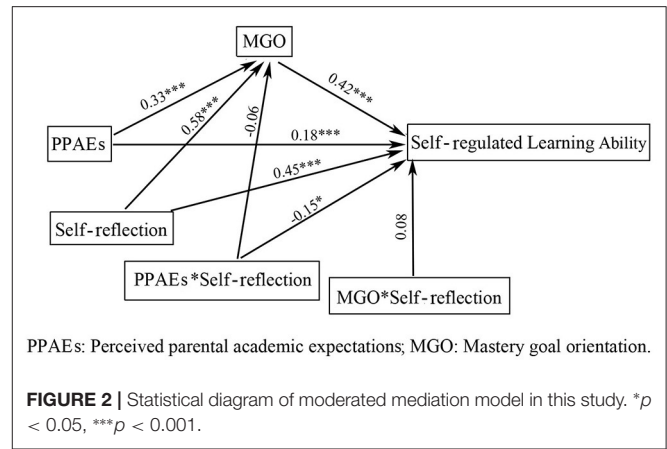 MGO
0.33***
0.58***
-0.06
0.42***
PPAEs
0.18***
Self-regulated Learning Ability
0.45***
Self-reflection
-0.15*
0.08
PPAEs*Self-reflection
MGO*Self-reflection
PPAEs: Perceived parental academic expectations; MGO: Mastery goal orientation.
FIGURE 2 | Statistical diagram of moderated mediation model in this study. *p
< 0.05, ***p < 0.001.